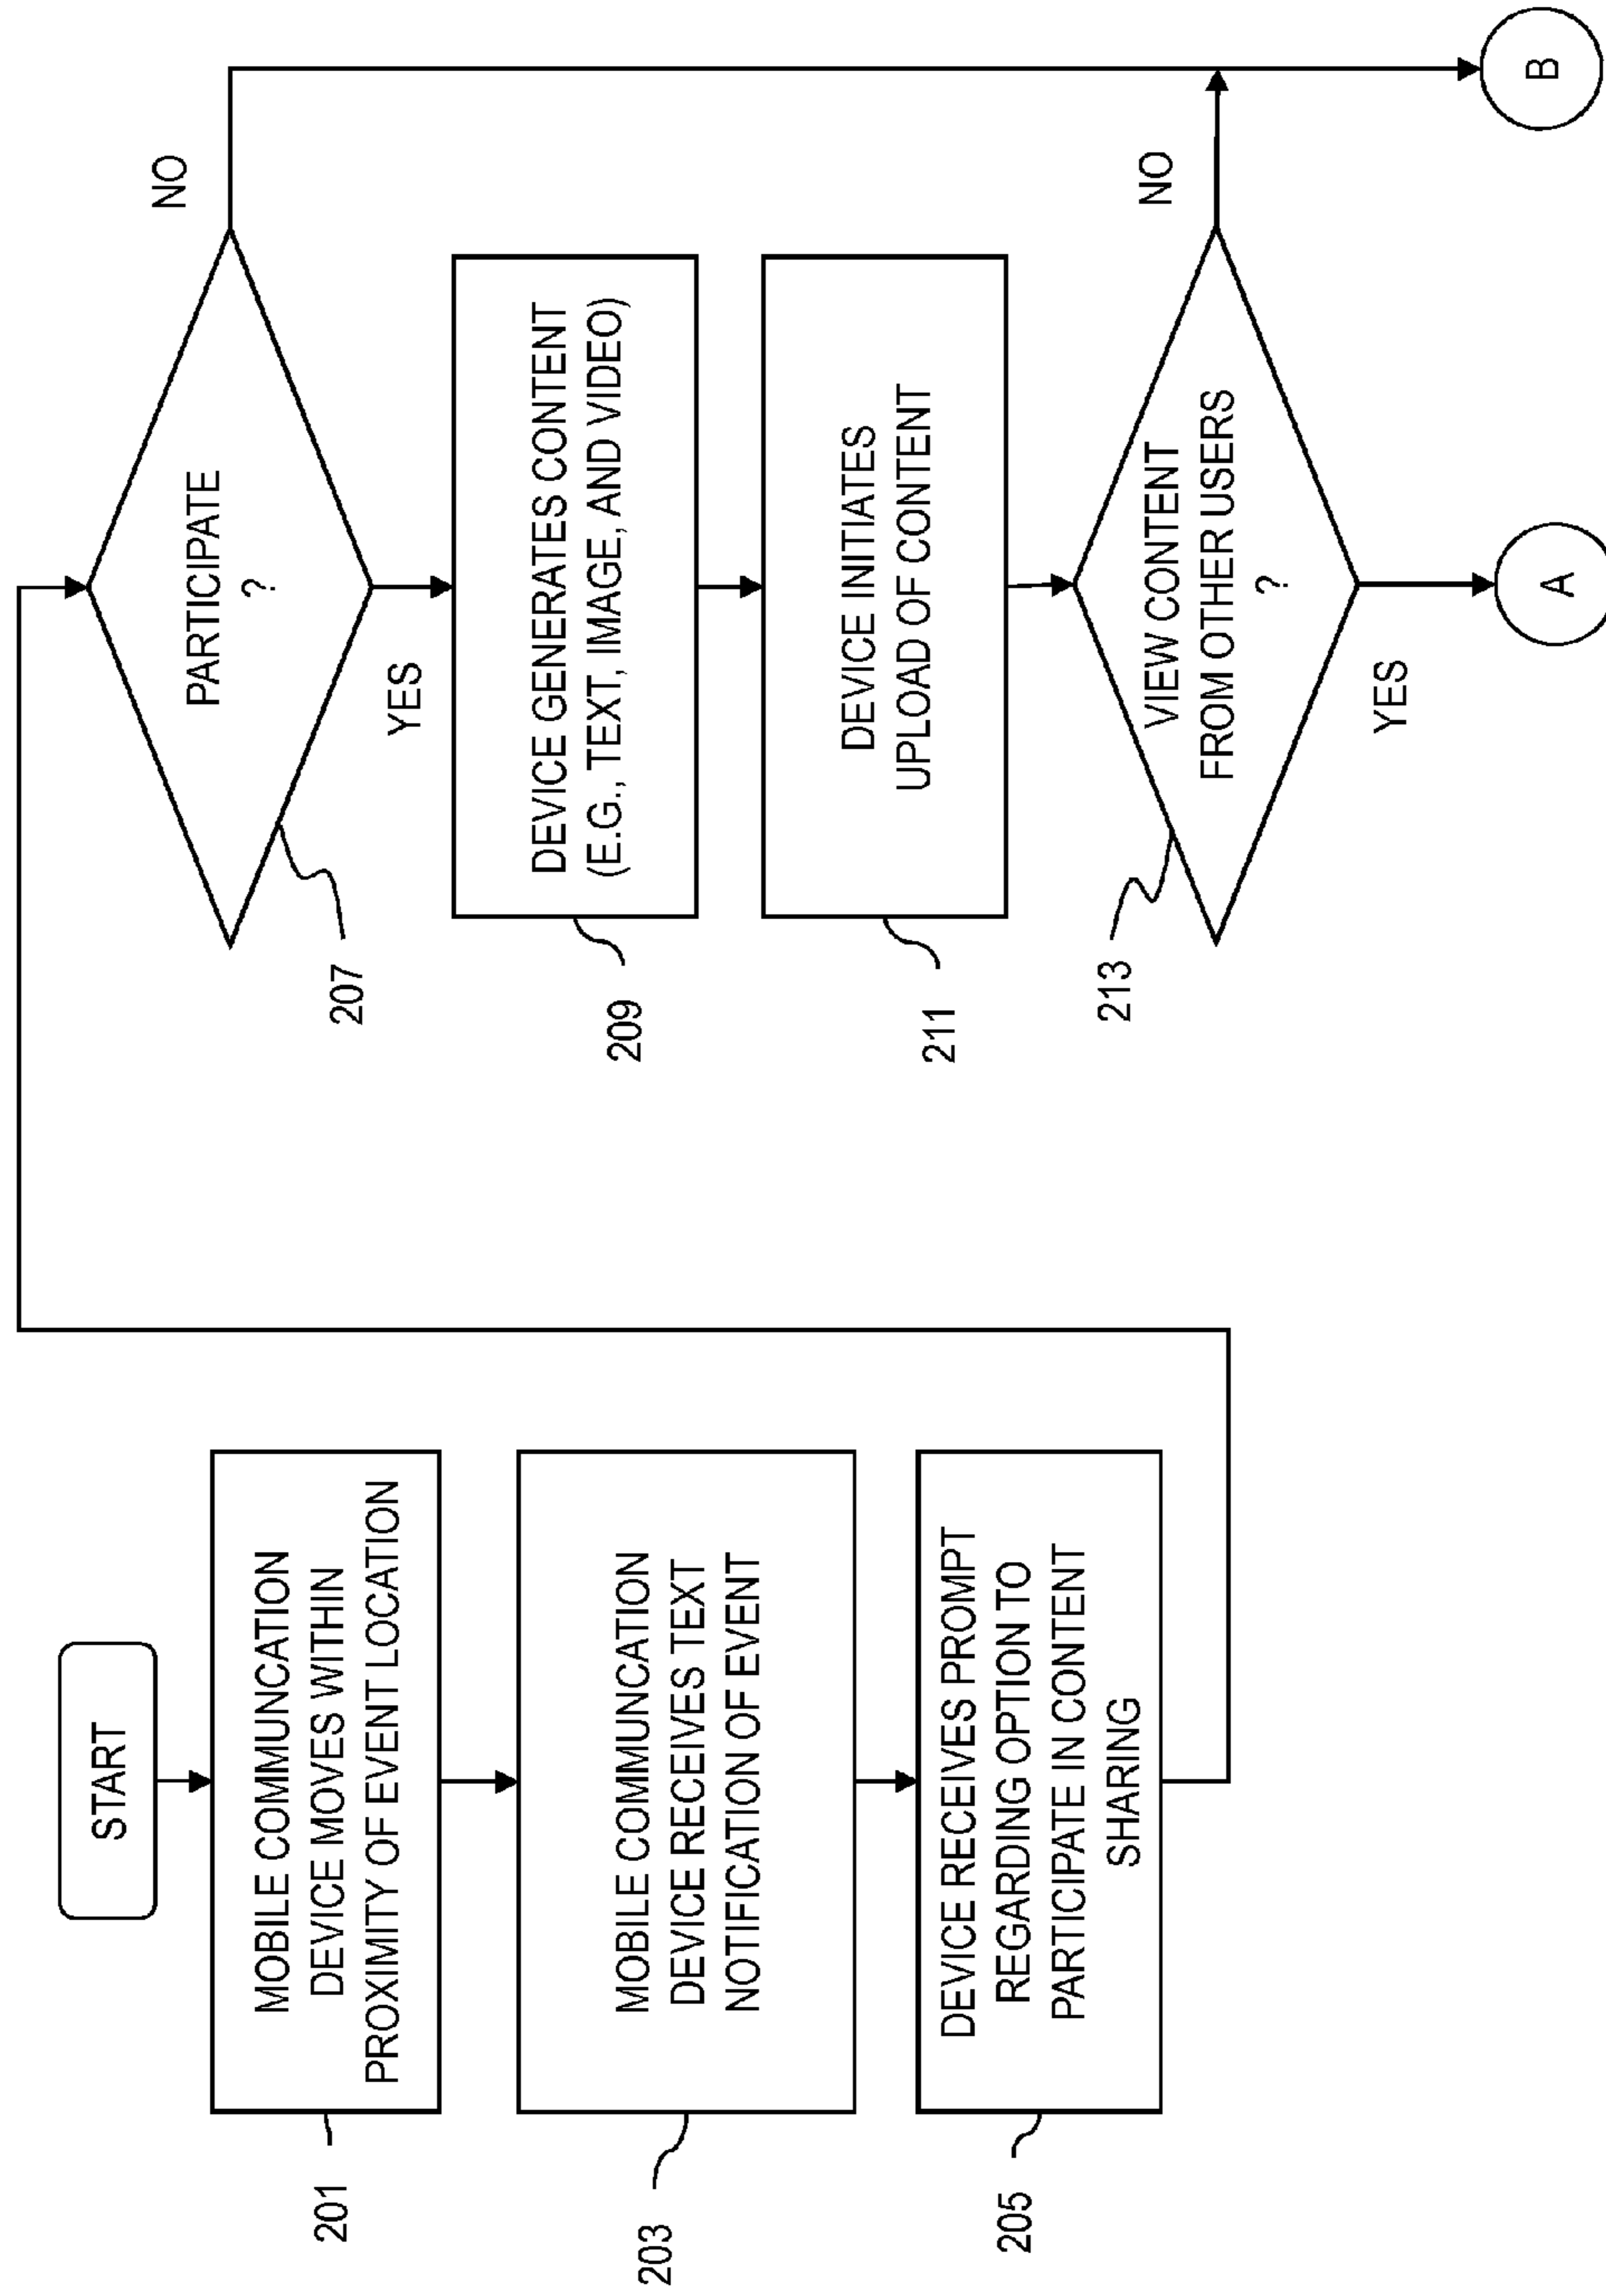 START
MOBILE COMMUNCATION
DEVICE MOVES WITHIN
PROXIMITY OF EVENT LOCATION
201
MOBILE COMMUNCATION
DEVICE RECEIVES TEXT
NOTIFICATION OF EVENT
203
DEVICE RECEIVES PROMPT
REGARDING OPTION TO
PARTICIPATE IN CONTENT
SHARING
205
PARTICIPATE
?
NO
207
YES
DEVICE GENERATES CONTENT
(E.G., TEXT, IMAGE, AND VIDEO)
209
DEVICE INITIATES
UPLOAD OF CONTENT
211
VIEW CONTENT
FROM OTHER USERS
?
NO
213
YES
A
B